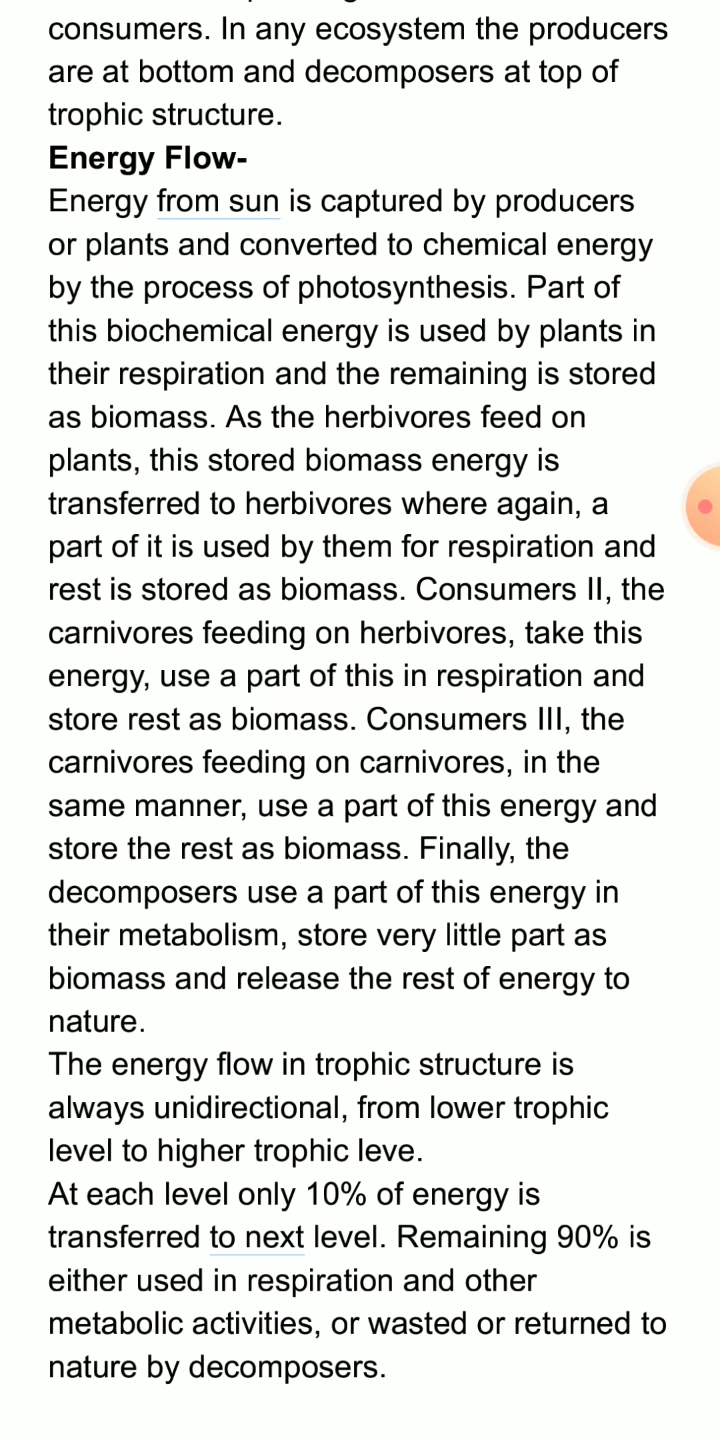 consumers. In any ecosystem the producers
are at bottom and decomposers at top of
trophic structure.
Energy Flow-
Energy from sun is captured by producers
or plants and converted to chemical energy
by the process of photosynthesis. Part of
this biochemical energy is used by plants in
their respiration and the remaining is stored
as biomass. As the herbivores feed on
plants, this stored biomass energy is
transferred to herbivores where again, a
part of it is used by them for respiration and
rest is stored as biomass. Consumers II, the
carnivores feeding on herbivores, take this
energy, use a part of this in respiration and
store rest as biomass. Consumers III, the
carnivores feeding on carnivores, in the
same manner, use a part of this energy and
store the rest as biomass. Finally, the
decomposers use a part of this energy in
their metabolism, store very little part as
biomass and release the rest of energy to
nature.
The energy flow in trophic structure is
always unidirectional, from lower trophic
level to higher trophic leve.
At each level only 10% of energy is
transferred to next level. Remaining 90% is
either used in respiration and other
metabolic activities, or wasted or returned to
nature by decomposers.